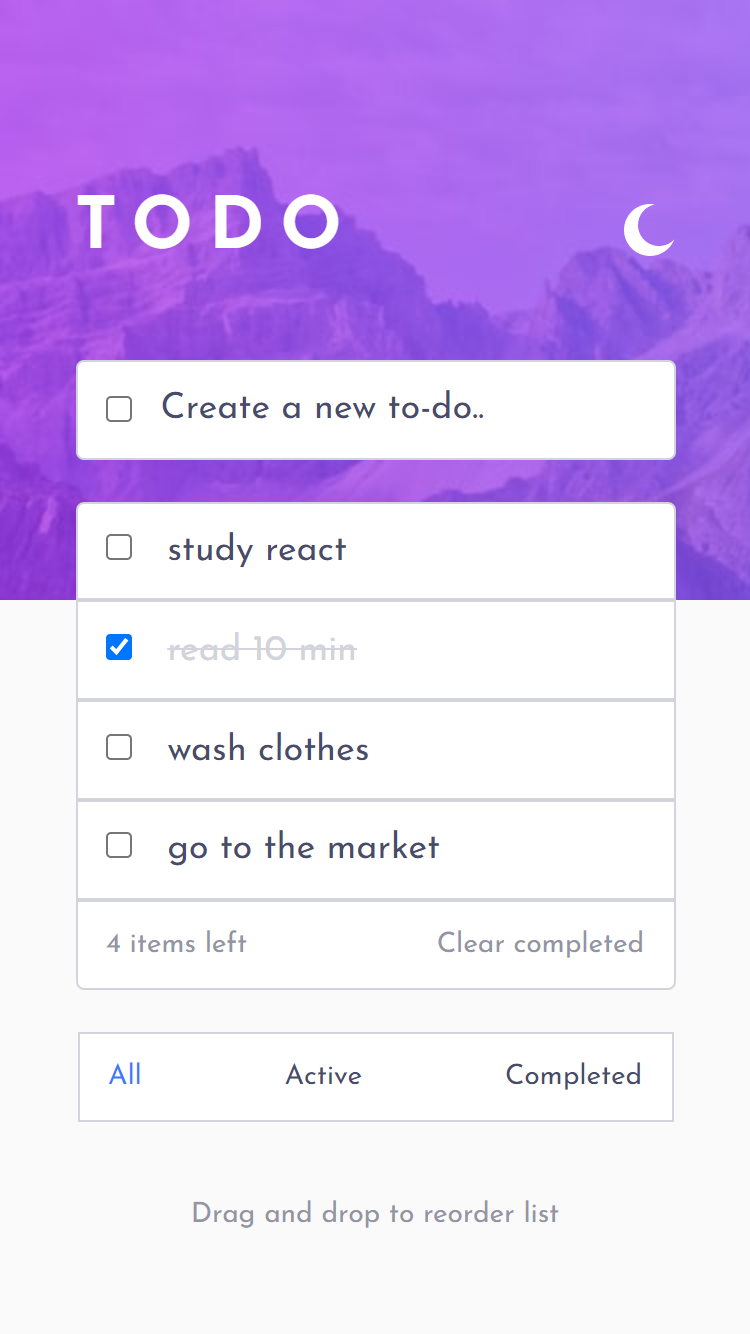 TODO
Create a new to-do..
study react
read 10 min
wash clothes
go to the market
4 items left Clear completed
All Active Completed
Drag and drop to reorder list